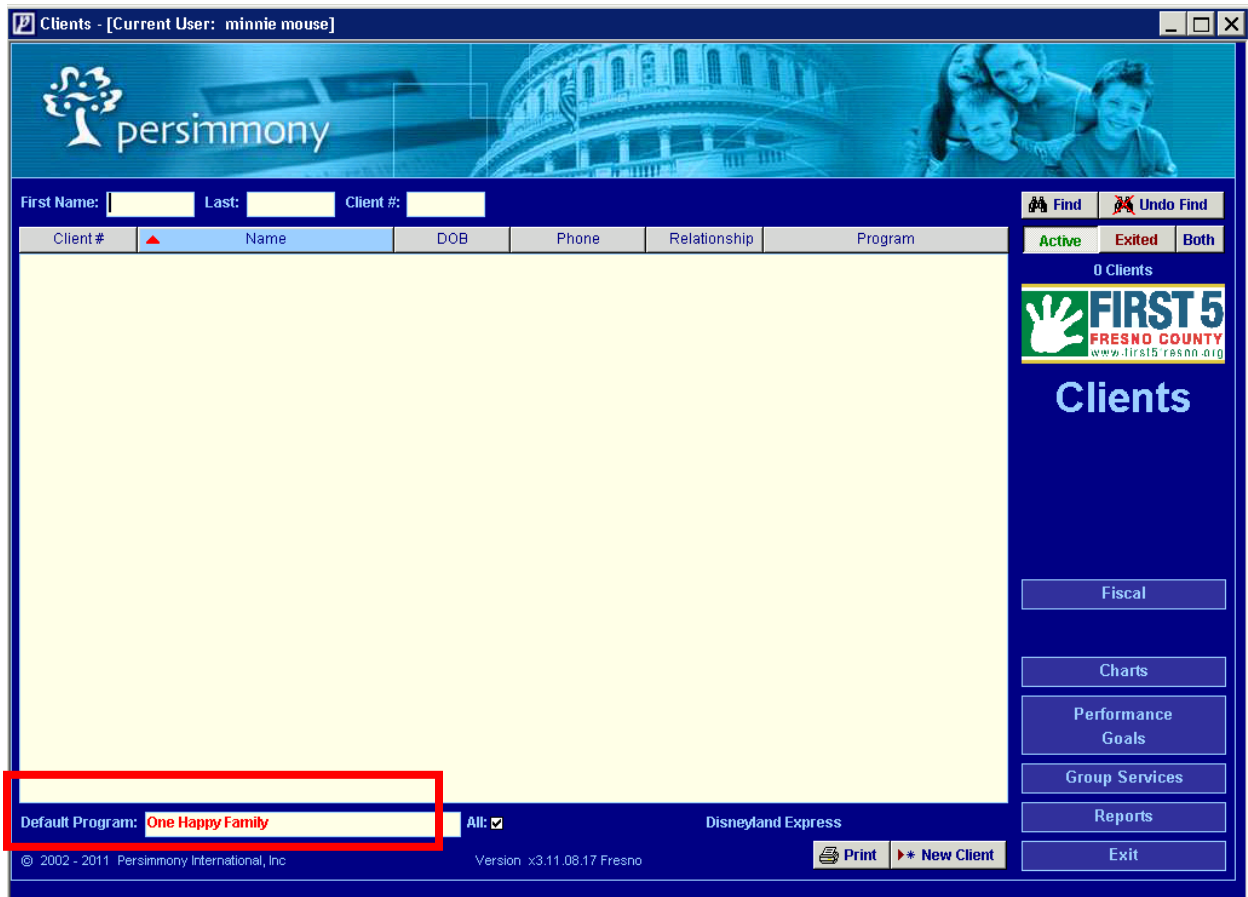 Clients - [Current User: minnie mouse]
persimmony
First Name: Last: Client #: Find Undo Find
Client # Name DOB Phone Relationship Program Active Exited Both
0 Clients
FIRST 5
FRESNO COUNTY
www.first5fresno.org
Clients
Fiscal
Charts
Performance
Goals
Group Services
Default Program: One Happy Family All: Disneyland Express Reports
© 2002 - 2011 Persimmony International, Inc Version x3.11.08.17 Fresno Print New Client Exit